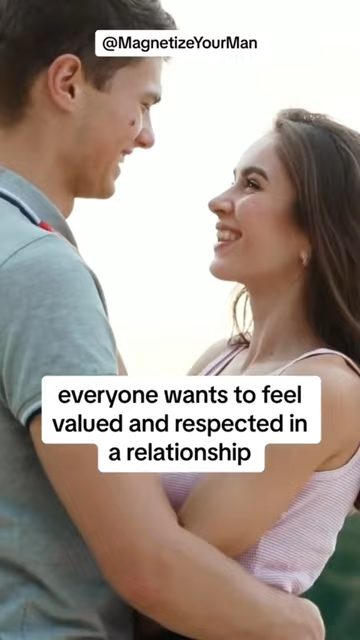 @MagnetizeYourMan
everyone wants to feel
valued and respected in
a relationship